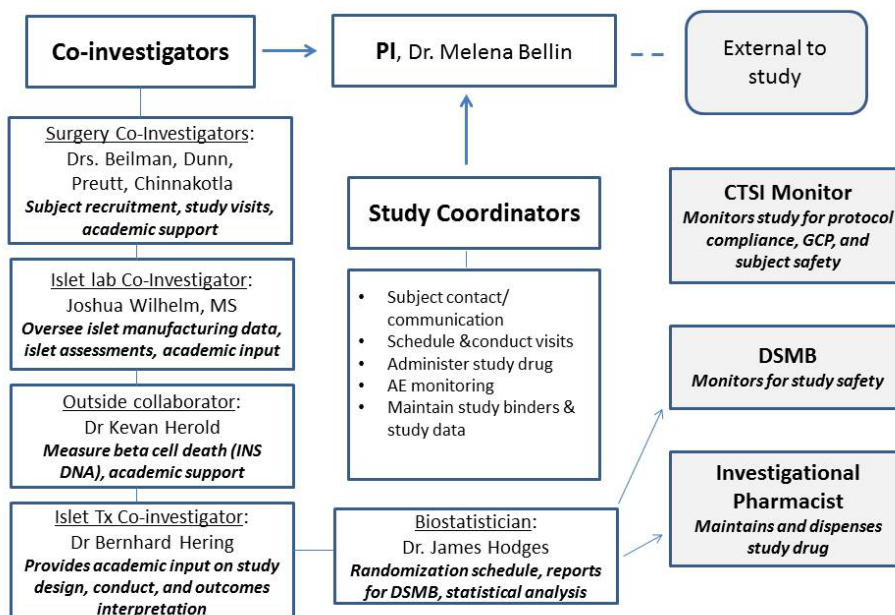 Co-investigators
PI, Dr. Melena Bellin
External to
study
Surgery Co-Investigators:
Drs. Beilman, Dunn,
Preutt, Chinnakotla
Subject recruitment, study visits,
academic support
Islet lab Co-Investigator:
Joshua Wilhelm, MS
Oversee islet manufacturing data,
islet assessments, academic input
Outside collaborator:
Dr Kevan Herold
Measure beta cell death (INS
DNA), academic support
Islet Tx Co-investigator:
Dr Bernhard Hering
Provides academic input on study
design, conduct, and outcomes
interpretation
Study Coordinators
• Subject contact/
communication
• Schedule &conduct visits
• Administer study drug
• AE monitoring
• Maintain study binders &
study data
Biostatistician:
Dr. James Hodges
Randomization schedule, reports
for DSMB, statistical analysis
CTSI Monitor
Monitors study for protocol
compliance, GCP, and
subject safety
DSMB
Monitors for study safety
Investigational
Pharmacist
Maintains and dispenses
study drug